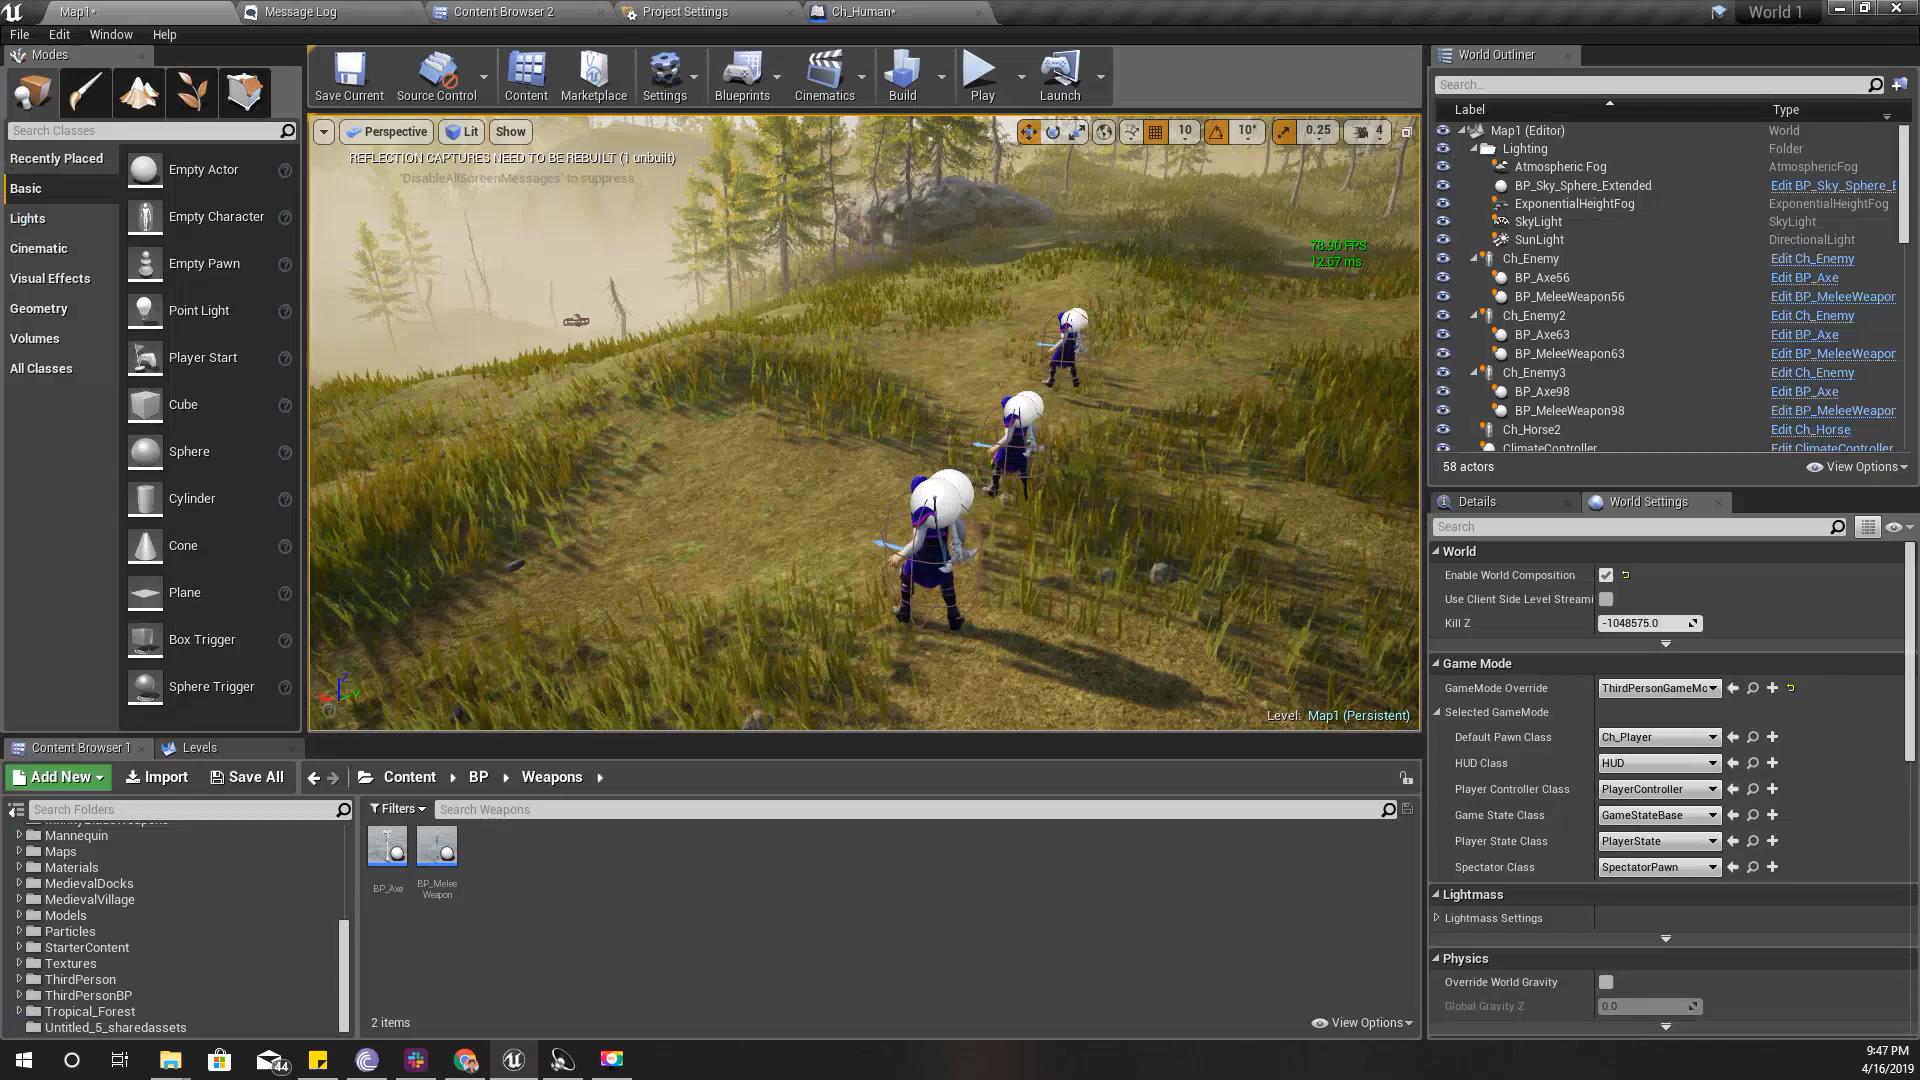 Map1*
Message Log
Content Browser 2
Project Settings
Ch_Human*
World 1
File
Edit
Window
Help
Modes
Search Classes
Recently Placed
Basic
Lights
Cinematic
Visual Effects
Geometry
Volumes
All Classes
Empty Actor
Empty Character
Empty Pawn
Point Light
Player Start
Cube
Sphere
Cylinder
Cone
Plane
Box Trigger
Sphere Trigger
Save Current
Source Control
Content
Marketplace
Settings
Blueprints
Cinematics
Build
Play
Launch
Perspective
Lit
Show
10
10°
0.25
4
REFLECTION CAPTURES NEED TO BE REBUILT (1 unbuilt)
'DisableAllScreenMessages' to suppress
78.90 FPS
12.67 ms
Z
Y
Level: Map1 (Persistent)
World Outliner
Search...
Label Type
Map1 (Editor) World
Lighting Folder
Atmospheric Fog AtmosphericFog
BP_Sky_Sphere_Extended Edit BP_Sky_Sphere_E
ExponentialHeightFog ExponentialHeightFog
SkyLight SkyLight
SunLight DirectionalLight
Ch_Enemy Edit Ch_Enemy
BP_Axe56 Edit BP_Axe
BP_MeleeWeapon56 Edit BP_MeleeWeapon
Ch_Enemy2 Edit Ch_Enemy
BP_Axe63 Edit BP_Axe
BP_MeleeWeapon63 Edit BP_MeleeWeapon
Ch_Enemy3 Edit Ch_Enemy
BP_Axe98 Edit BP_Axe
BP_MeleeWeapon98 Edit BP_MeleeWeapon
Ch_Horse2 Edit Ch_Horse
ClimateController Edit ClimateController
58 actors
View Options
Details
World Settings
Search
World
Enable World Composition
Use Client Side Level Streami
Kill Z -1048575.0
Game Mode
GameMode Override ThirdPersonGameMo
Selected GameMode
Default Pawn Class Ch_Player
HUD Class HUD
Player Controller Class PlayerController
Game State Class GameStateBase
Player State Class PlayerState
Spectator Class SpectatorPawn
Lightmass
Lightmass Settings
Physics
Override World Gravity
Global Gravity Z 0.0
Content Browser 1
Levels
Add New
Import
Save All
Content
BP
Weapons
Search Folders
Mannequin
Maps
Materials
MedievalDocks
MedievalVillage
Models
Particles
StarterContent
Textures
ThirdPerson
ThirdPersonBP
Tropical_Forest
Untitled_5_sharedassets
Filters
Search Weapons
BP_Axe
BP_Melee
Weapon
2 items
View Options
44
9:47 PM
4/16/2019